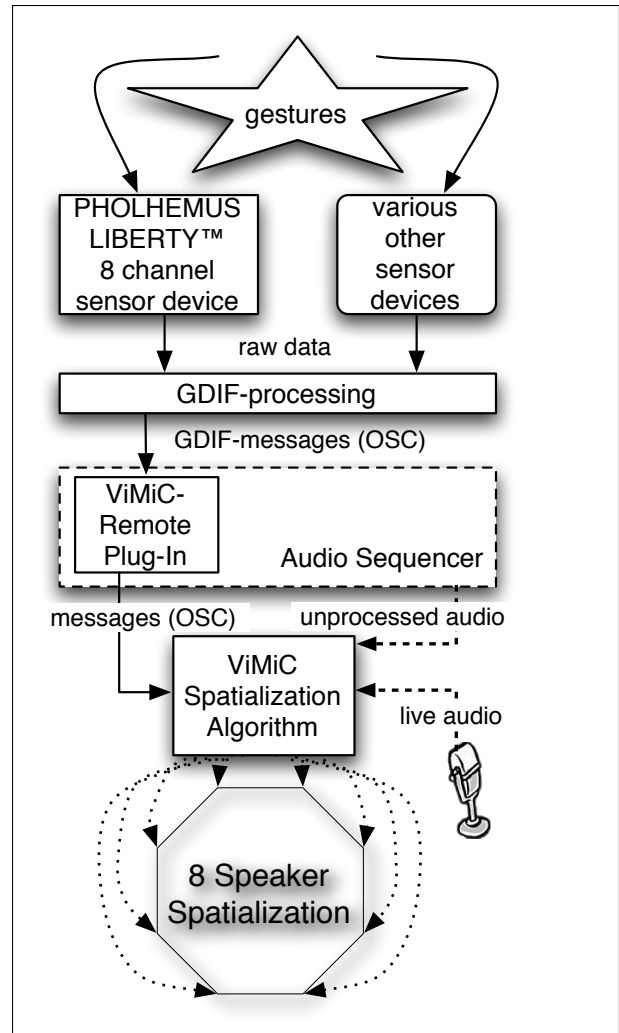 gestures
PHOLHEMUS
LIBERTY™
8 channel
sensor device
various
other
sensor
devices
raw data
GDIF-processing
GDIF-messages (OSC)
ViMiC-
Remote
Plug-In
Audio Sequencer
messages (OSC)
unprocessed audio
ViMiC
Spatialization
Algorithm
live audio
8 Speaker
Spatialization